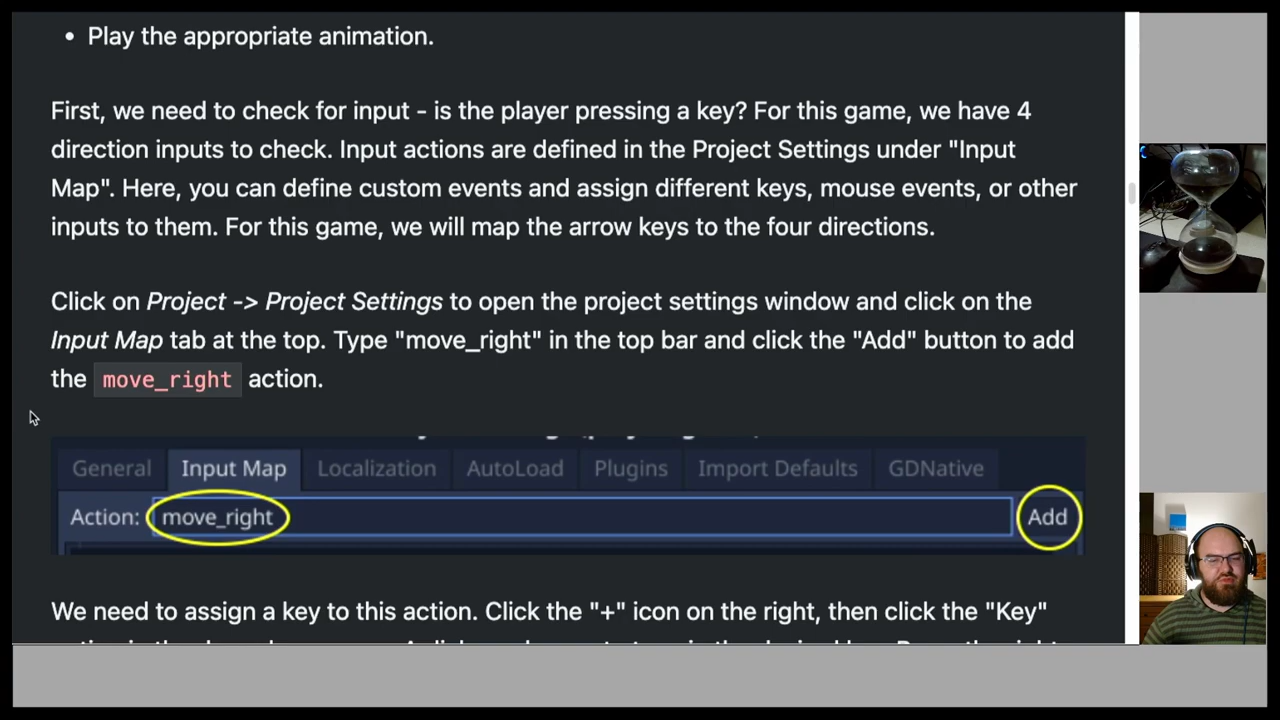 • Play the appropriate animation.
First, we need to check for input - is the player pressing a key? For this game, we have 4
direction inputs to check. Input actions are defined in the Project Settings under "Input
Map". Here, you can define custom events and assign different keys, mouse events, or other
inputs to them. For this game, we will map the arrow keys to the four directions.
Click on Project -> Project Settings to open the project settings window and click on the
Input Map tab at the top. Type "move_right" in the top bar and click the "Add" button to add
the move_right action.
General Input Map Localization AutoLoad Plugins Import Defaults GDNative
Action: move_right Add
We need to assign a key to this action. Click the "+" icon on the right, then click the "Key"